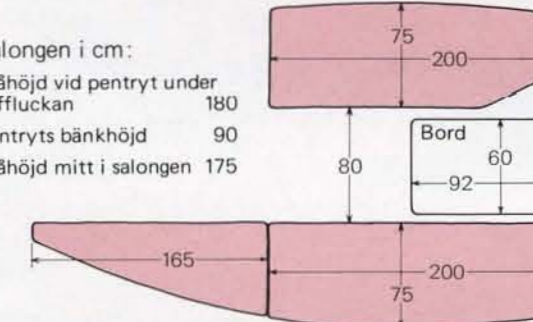 longen i cm:
åhöjd vid pentryt under
ffluckan 180
ntryts bänkhöjd 90
åhöjd mitt i salongen 175
75
200
Bord
60
92
80
165
200
75